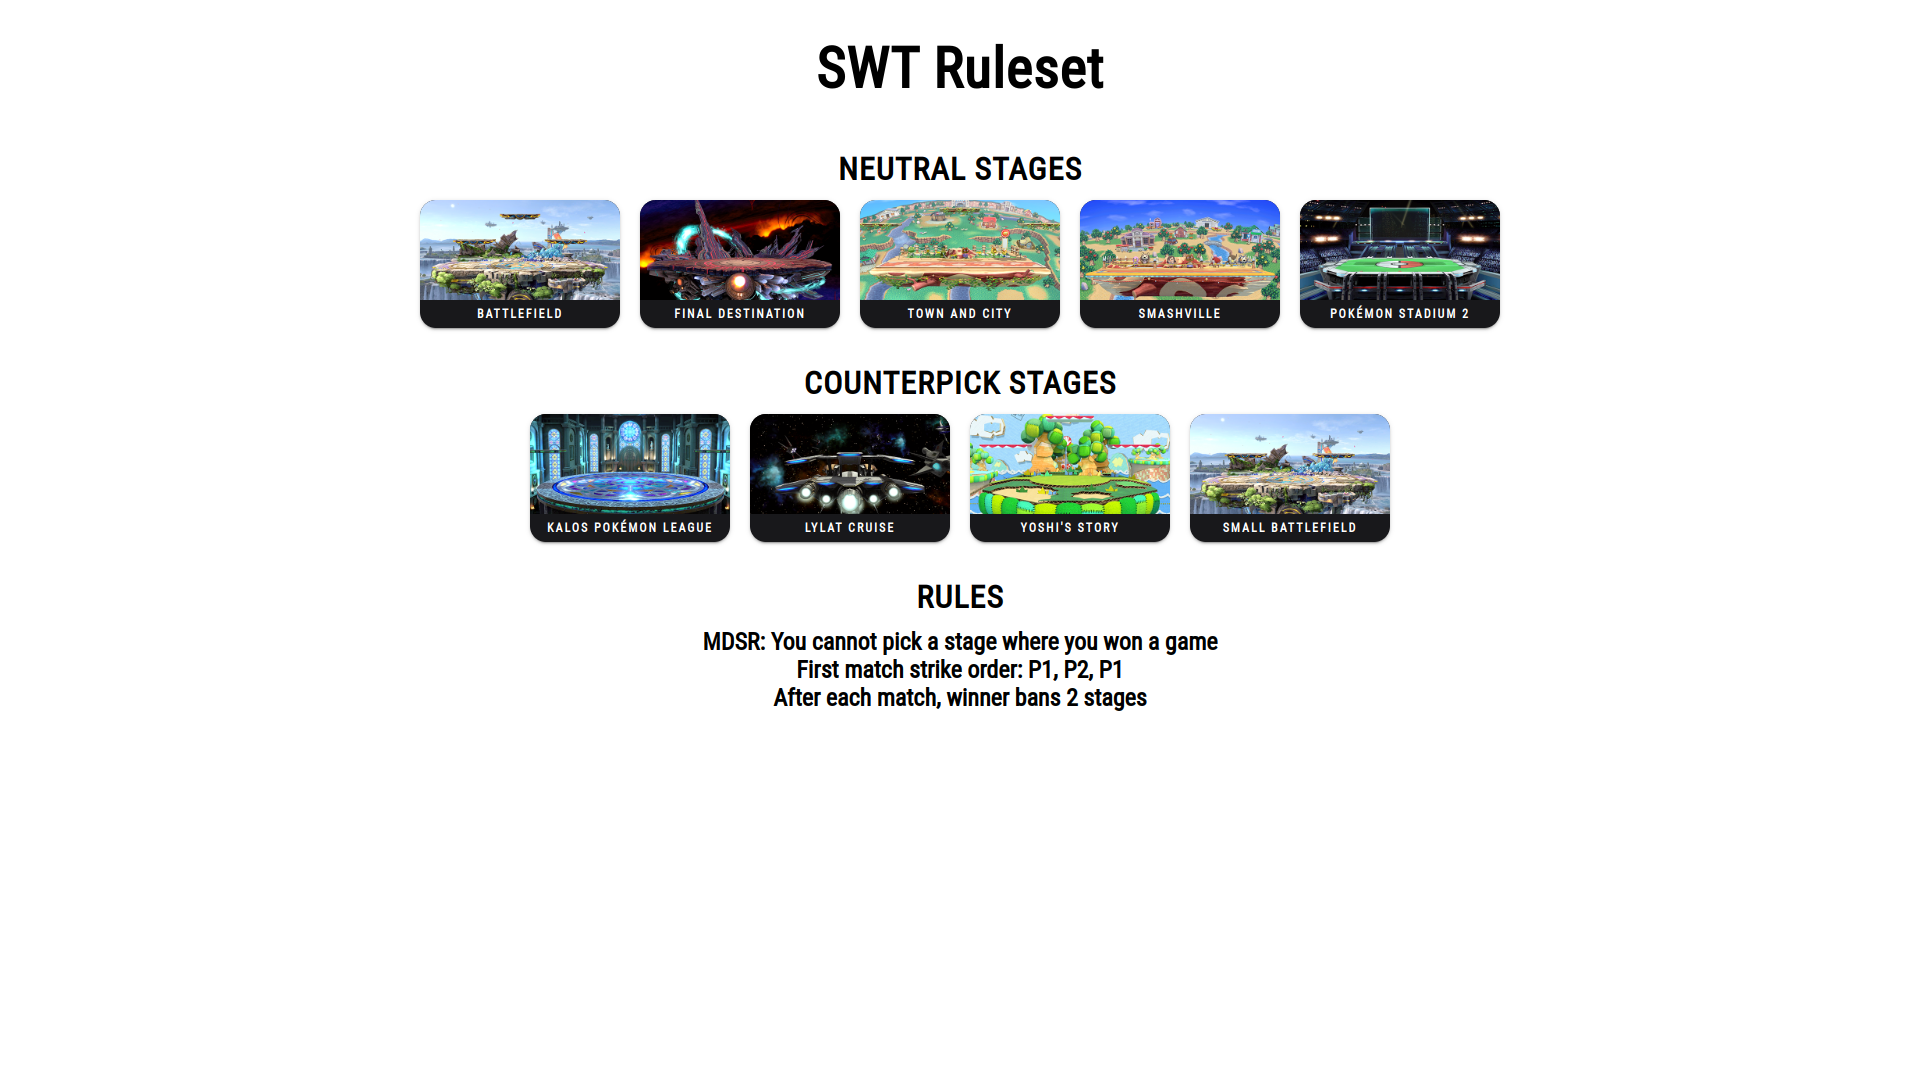 SWT Ruleset
NEUTRAL STAGES
BATTLEFIELD
FINAL DESTINATION
TOWN AND CITY
SMASHVILLE
POKÉMON STADIUM 2
COUNTERPICK STAGES
KALOS POKÉMON LEAGUE
LYLAT CRUISE
YOSHI'S STORY
SMALL BATTLEFIELD
RULES
MDSR: You cannot pick a stage where you won a game
First match strike order: P1, P2, P1
After each match, winner bans 2 stages